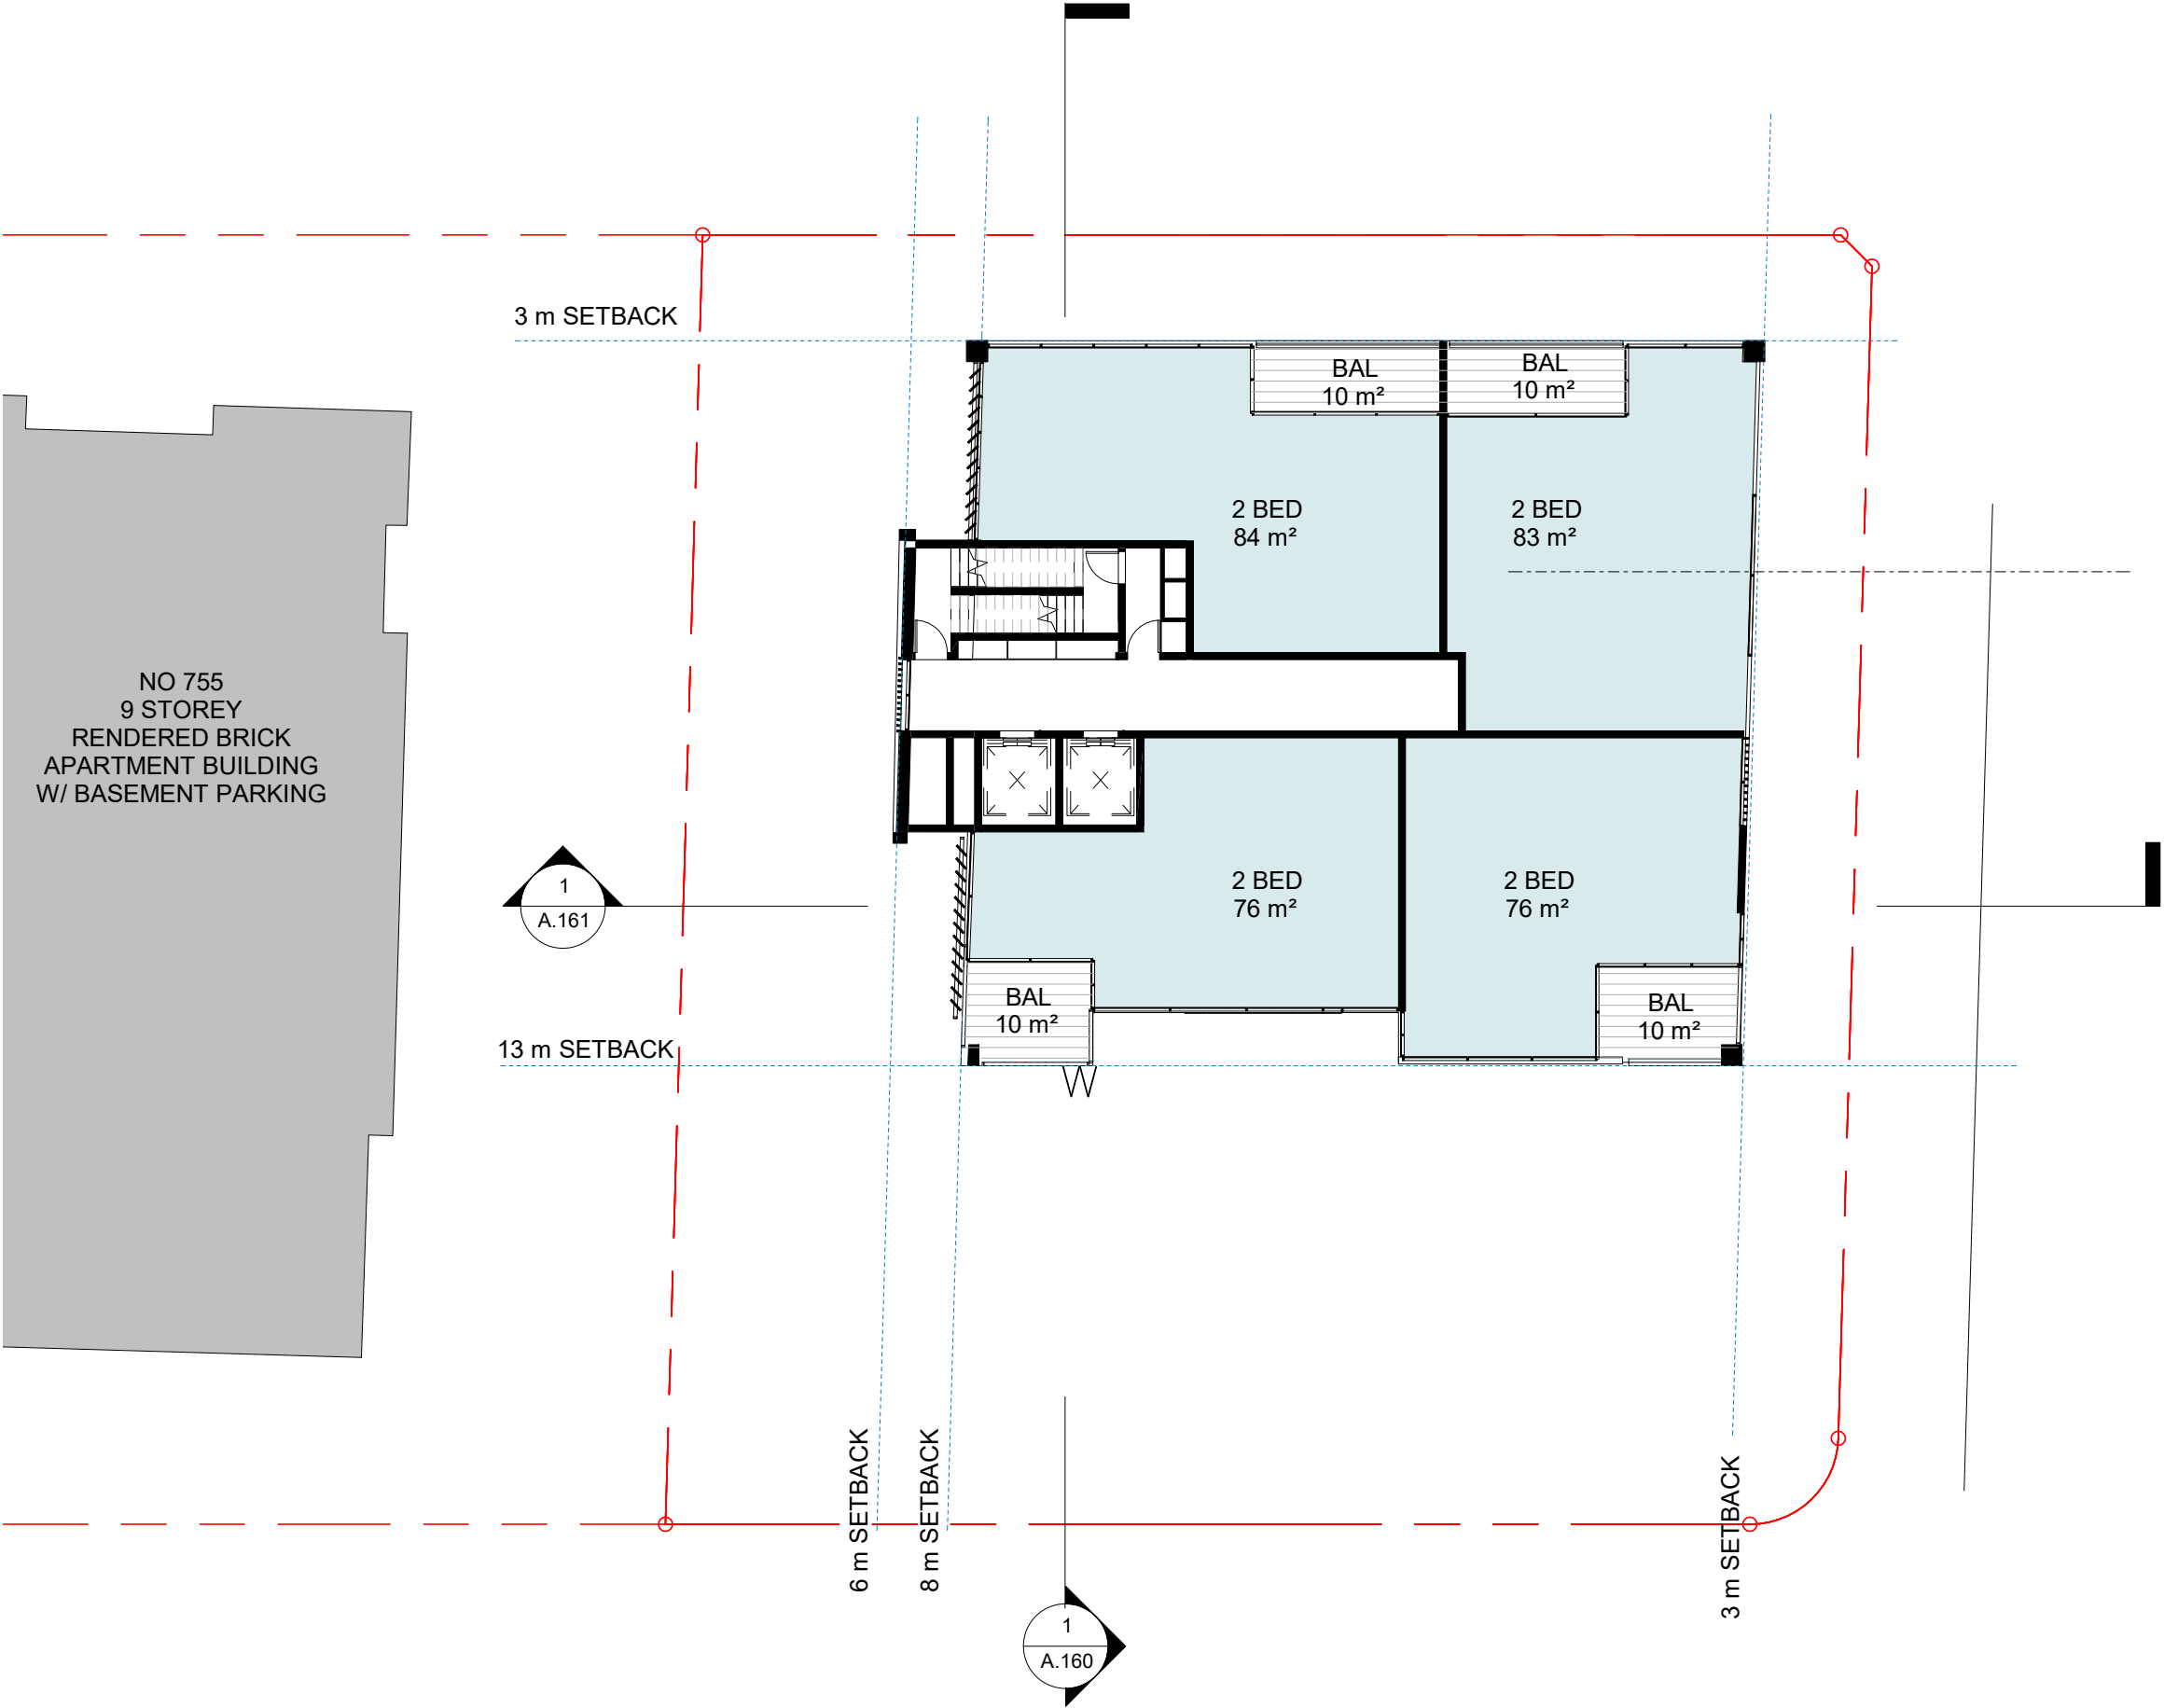 3 m SETBACK
BAL
10 m²
BAL
10 m²
2 BED
84 m²
2 BED
83 m²
NO 755
9 STOREY
RENDERED BRICK
APARTMENT BUILDING
W/ BASEMENT PARKING
1
A.161
2 BED
76 m²
2 BED
76 m²
BAL
10 m²
BAL
10 m²
13 m SETBACK
6 m SETBACK
8 m SETBACK
3 m SETBACK
1
A.160